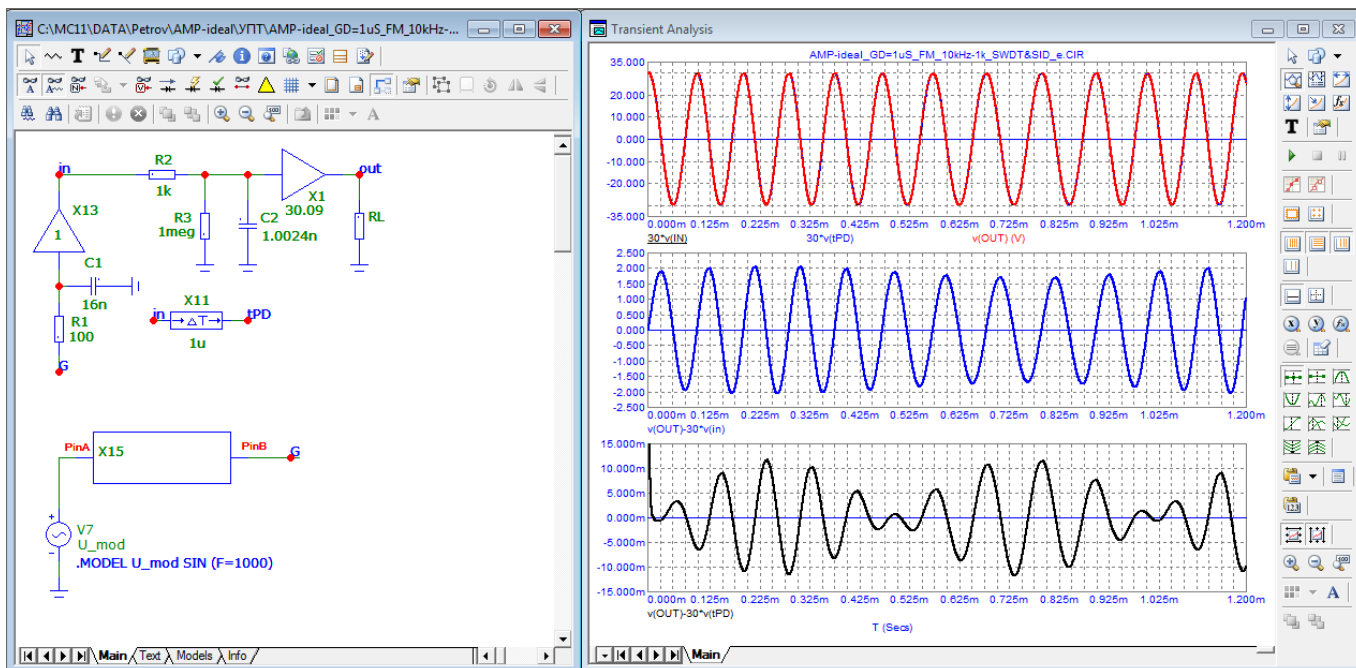 C:\MC11\DATA\Petrov\AMP-ideal\УПТ\AMP-ideal_GD=1uS_FM_10kHz-...
in
R2
1k
X1
30.09
out
X13
1
R3
1meg
C2
1.0024n
RL
C1
16n
R1
100
G
X11
in
ΔT
tPD
1u
PinA
X15
PinB
G
V7
U_mod
.MODEL U_mod SIN (F=1000)
Main
Text
Models
Info
Transient Analysis
AMP-ideal_GD=1uS_FM_10kHz-1k_SWDT&SID_e.CIR
35.000
20.000
10.000
0.000
-10.000
-20.000
-35.000
0.000m 0.125m 0.225m 0.325m 0.425m 0.525m 0.625m 0.725m 0.825m 0.925m 1.025m 1.200m
30*v(IN) 30*v(tPD) v(OUT) (V)
2.500
2.000
1.500
1.000
0.500
0.000
-0.500
-1.000
-1.500
-2.000
-2.500
0.000m 0.125m 0.225m 0.325m 0.425m 0.525m 0.625m 0.725m 0.825m 0.925m 1.025m 1.200m
v(OUT)-30*v(in)
15.000m
10.000m
5.000m
0.000m
-5.000m
-10.000m
-15.000m
0.000m 0.125m 0.225m 0.325m 0.425m 0.525m 0.625m 0.725m 0.825m 0.925m 1.025m 1.200m
v(OUT)-30*v(tPD)
T (Secs)
Main